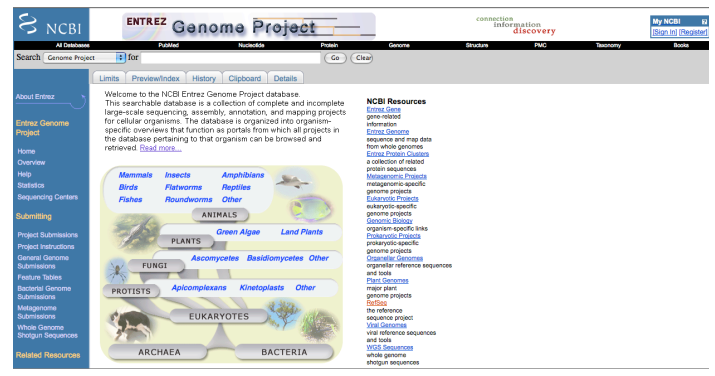 NCBI
ENTREZ Genome Project
connection
information
discovery
My NCBI ?
[Sign In] [Register]
All Databases PubMed Nucleotide Protein Genome Structure PMC Taxonomy Books
Search Genome Project for Go Clear
Limits Preview/Index History Clipboard Details
About Entrez
Entrez Genome
Project
Home
Overview
Help
Statistics
Sequencing Centers
Submitting
Project Submissions
Project Instructions
General Genome
Submissions
Feature Tables
Bacterial Genome
Submissions
Metagenome
Submissions
Whole Genome
Shotgun Sequences
Related Resources
Welcome to the NCBI Entrez Genome Project database.
This searchable database is a collection of complete and incomplete
large-scale sequencing, assembly, annotation, and mapping projects
for cellular organisms. The database is organized into organism-
specific overviews that function as portals from which all projects in
the database pertaining to that organism can be browsed and
retrieved. Read more...
Mammals Insects Amphibians
Birds Flatworms Reptiles
Fishes Roundworms Other
ANIMALS
Green Algae Land Plants
PLANTS
Ascomycetes Basidiomycetes Other
FUNGI
Apicomplexans Kinetoplasts Other
PROTISTS
EUKARYOTES
ARCHAEA BACTERIA
NCBI Resources
Entrez Gene
gene-related
information
Entrez Genome
sequence and map data
from whole genomes
Entrez Protein Clusters
a collection of related
protein sequences
Metagenomic Projects
metagenomic-specific
genome projects
Eukaryotic Projects
eukaryotic-specific
genome projects
Genomic Biology
organism-specific links
Prokaryotic Projects
prokaryotic-specific
genome projects
Organellar Genomes
organellar reference sequences
and tools
Plant Genomes
major plant
genome projects
RefSeq
the reference
sequence project
Viral Genomes
viral reference sequences
and tools
WGS Sequences
whole genome
shotgun sequences